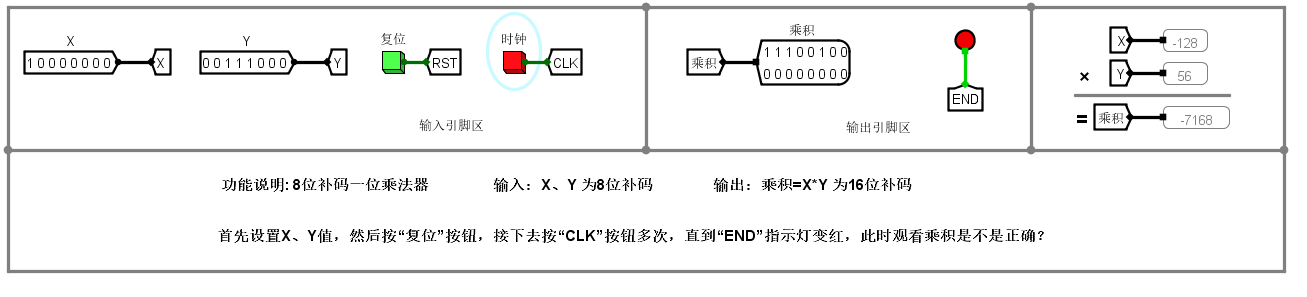 X
10000000
X
Y
00111000
Y
复位
RST
时钟
CLK
输入引脚区
乘积
乘积
11100100
00000000
END
输出引脚区
X
-128
×
Y
56
=
乘积
-7168
功能说明: 8位补码一位乘法器
输入：X、Y 为8位补码
输出：乘积=X*Y 为16位补码
首先设置X、Y值，然后按“复位”按钮，接下去按“CLK”按钮多次，直到“END”指示灯变红，此时观看乘积是不是正确？